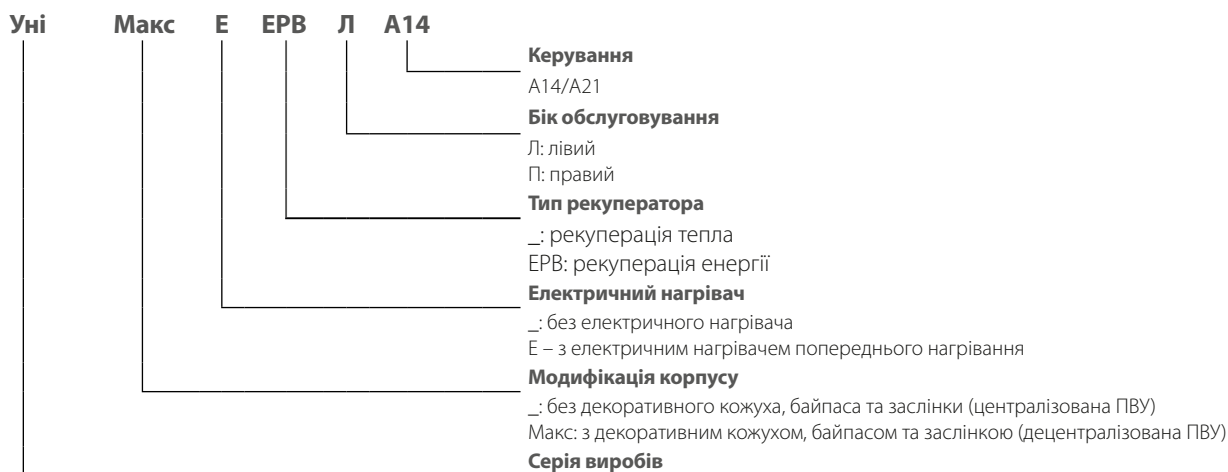 Уні Макс Е ЕРВ Л А14
Керування
А14/А21
Бік обслуговування
Л: лівий
П: правий
Тип рекуператора
_: рекуперація тепла
ЕРВ: рекуперація енергії
Електричний нагрівач
_: без електричного нагрівача
Е – з електричним нагрівачем попереднього нагрівання
Модифікація корпусу
_: без декоративного кожуха, байпаса та заслінки (централізована ПВУ)
Макс: з декоративним кожухом, байпасом та заслінкою (децентралізована ПВУ)
Серія виробів